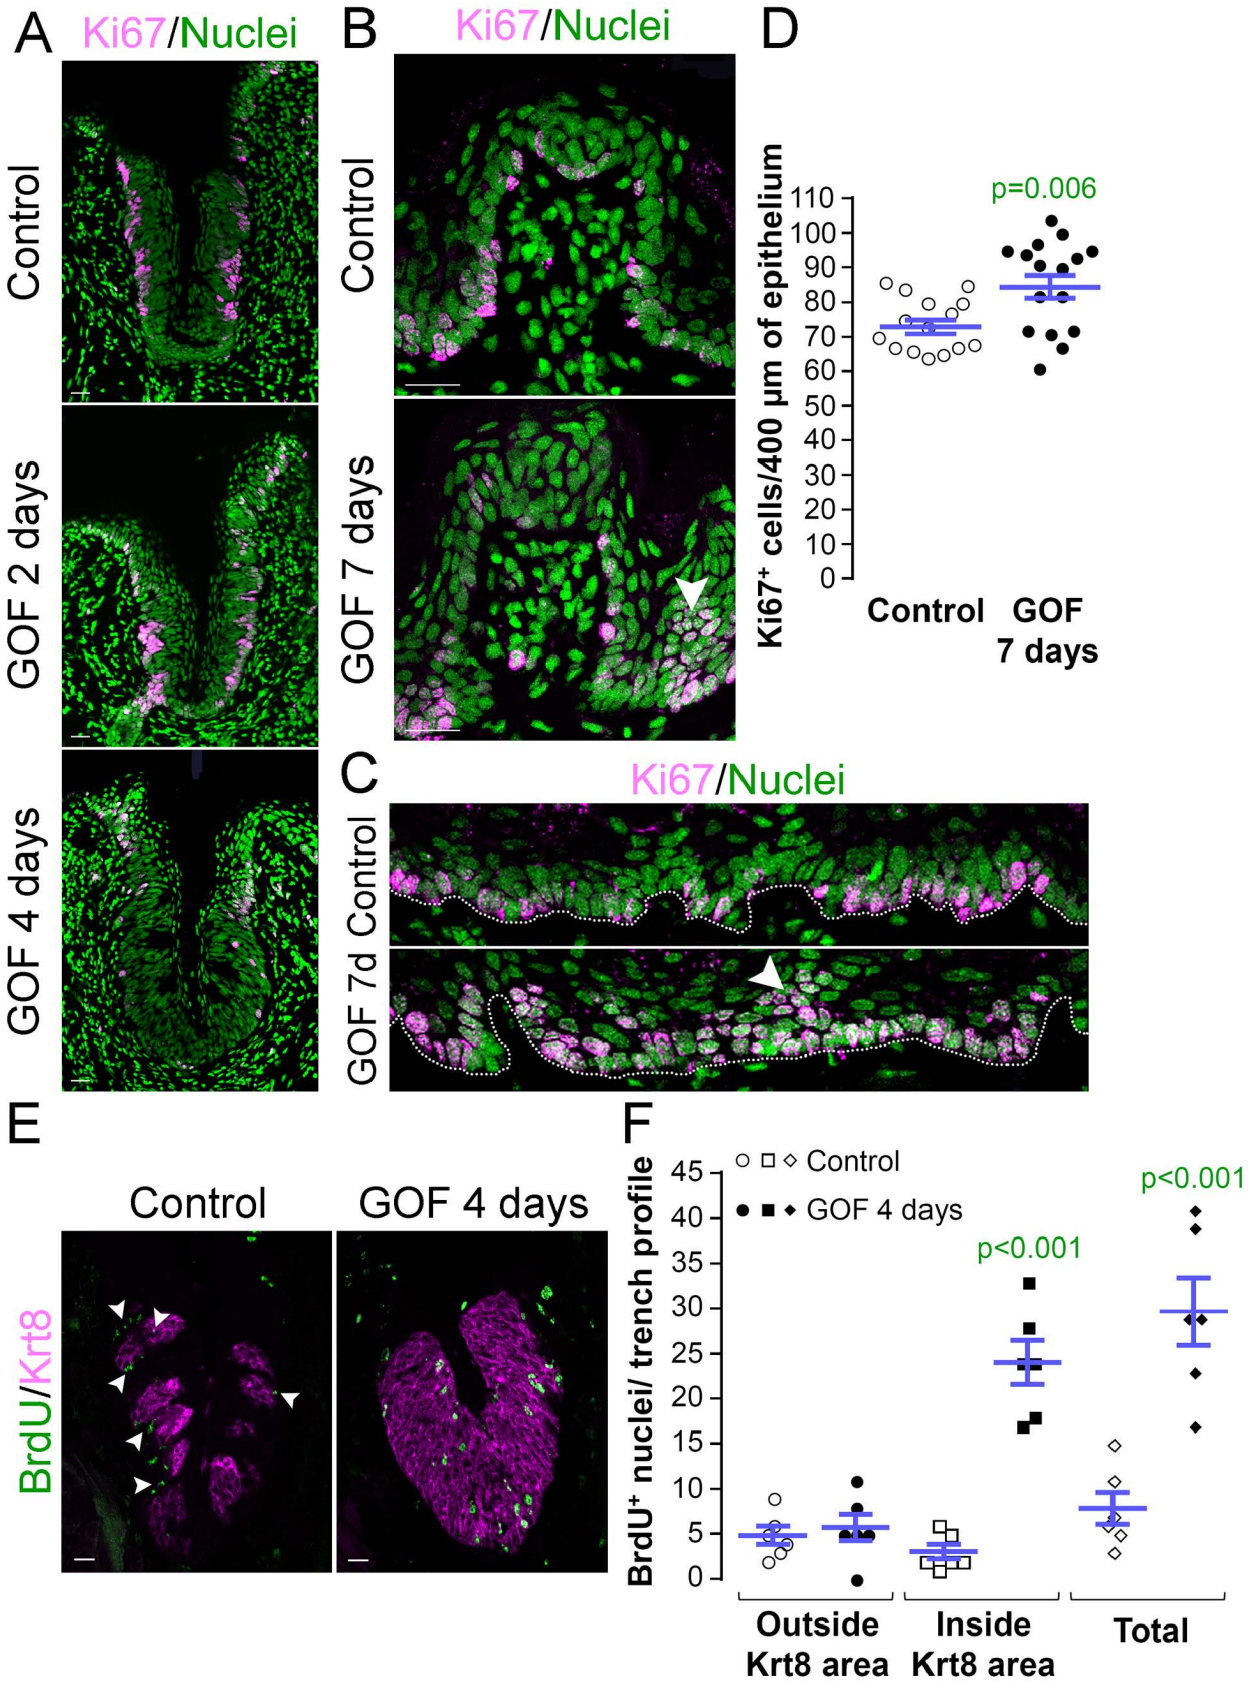 A
Ki67/Nuclei
Control
GOF 2 days
GOF 4 days
B
Ki67/Nuclei
Control
GOF 7 days
C
Ki67/Nuclei
Control
GOF 7d
D
Ki67+ cells/400 µm of epithelium
110
100
90
80
70
60
50
40
30
20
10
0
p=0.006
Control
GOF
7 days
E
Control
GOF 4 days
BrdU/Krt8
F
BrdU+ nuclei/ trench profile
45
40
35
30
25
20
15
10
5
0
Control
GOF 4 days
p<0.001
p<0.001
Outside
Krt8 area
Inside
Krt8 area
Total